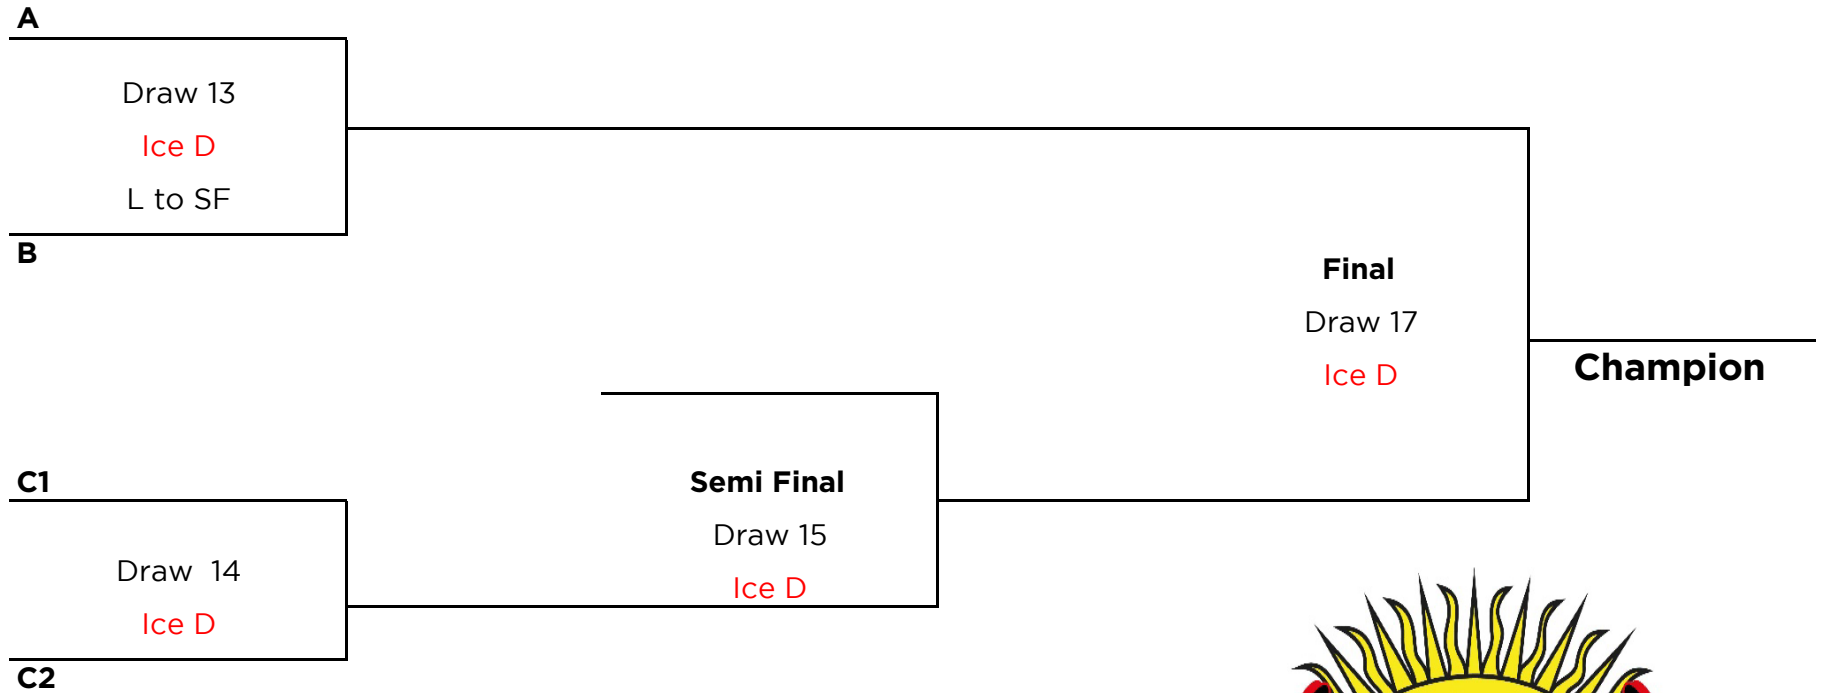 A
Draw 13
Ice D
L to SF
B
Final
Draw 17
Ice D
Champion
C1
Semi Final
Draw 15
Ice D
Draw  14
Ice D
C2